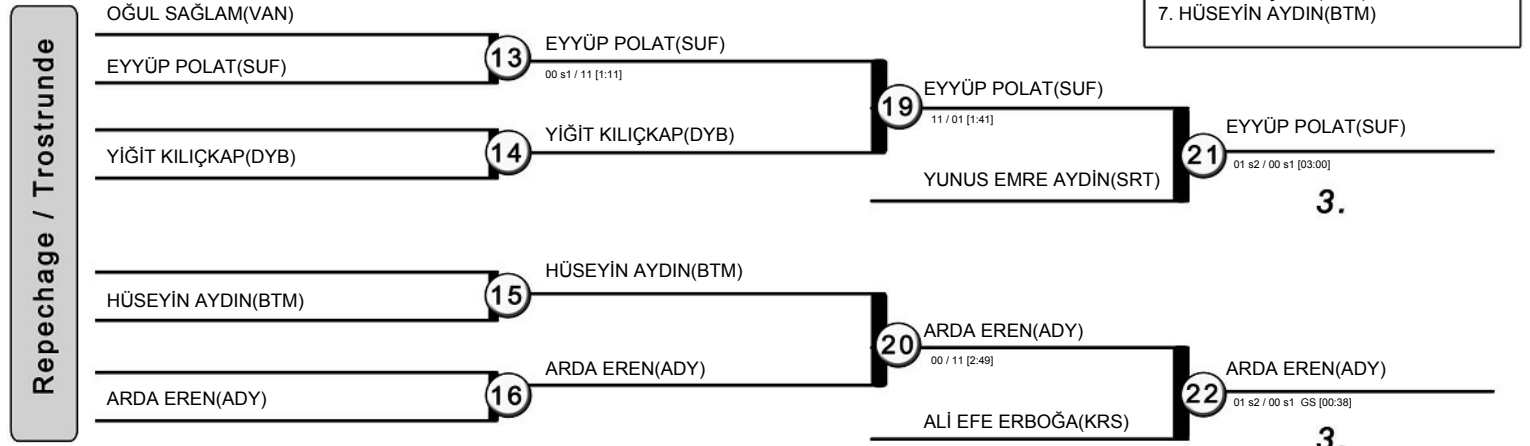 Repechage / Trostrunde
OĞUL SAĞLAM(VAN)
EYYÜP POLAT(SUF)
13
EYYÜP POLAT(SUF)
00 s1 / 11 [1:11]
YİĞİT KILIÇKAP(DYB)
14
YİĞİT KILIÇKAP(DYB)
19
EYYÜP POLAT(SUF)
11 / 01 [1:41]
YUNUS EMRE AYDİN(SRT)
21
EYYÜP POLAT(SUF)
01 s2 / 00 s1 [03:00]
3.
HÜSEYİN AYDIN(BTM)
15
HÜSEYİN AYDIN(BTM)
ARDA EREN(ADY)
16
ARDA EREN(ADY)
20
ARDA EREN(ADY)
00 / 11 [2:49]
ALİ EFE ERBOĞA(KRS)
22
ARDA EREN(ADY)
01 s2 / 00 s1 GS [00:38]
3.
7. HÜSEYİN AYDIN(BTM)